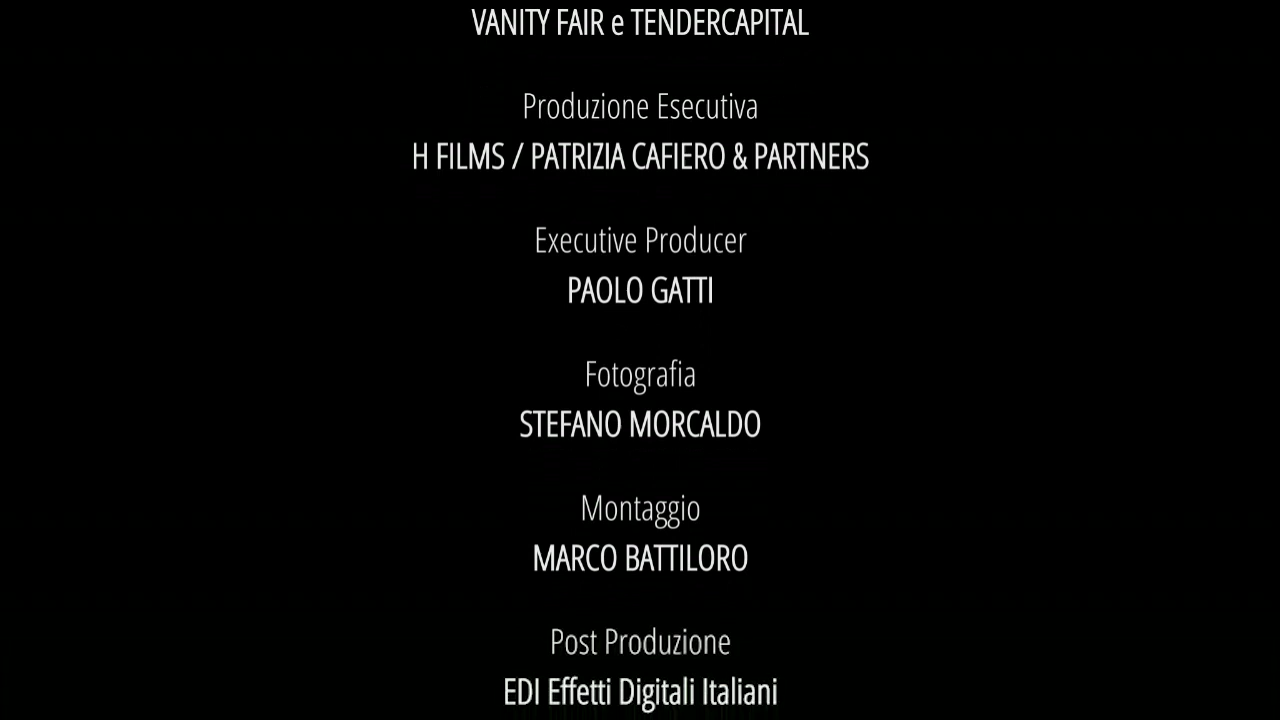 VANITY FAIR e TENDERCAPITAL
Produzione Esecutiva
H FILMS / PATRIZIA CAFIERO & PARTNERS
Executive Producer
PAOLO GATTI
Fotografia
STEFANO MORCALDO
Montaggio
MARCO BATTILORO
Post Produzione
EDI Effetti Digitali Italiani